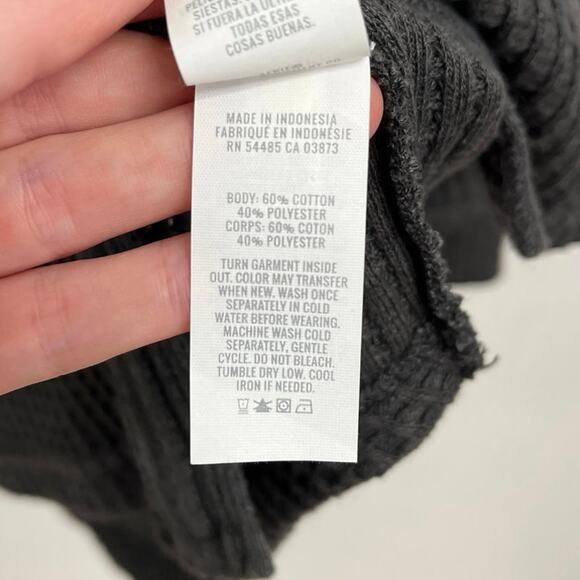 SIESTAS.
SI FUERA LA ÚLTIMA
TODAS ESAS
COSAS BUENAS.
MADE IN INDONESIA
FABRIQUÉ EN INDONÉSIE
RN 54485 CA 03873
BODY: 60% COTTON
40% POLYESTER
CORPS: 60% COTON
40% POLYESTER
TURN GARMENT INSIDE
OUT. COLOR MAY TRANSFER
WHEN NEW. WASH ONCE
SEPARATELY IN COLD
WATER BEFORE WEARING.
MACHINE WASH COLD
SEPARATELY, GENTLE
CYCLE. DO NOT BLEACH.
TUMBLE DRY LOW. COOL
IRON IF NEEDED.